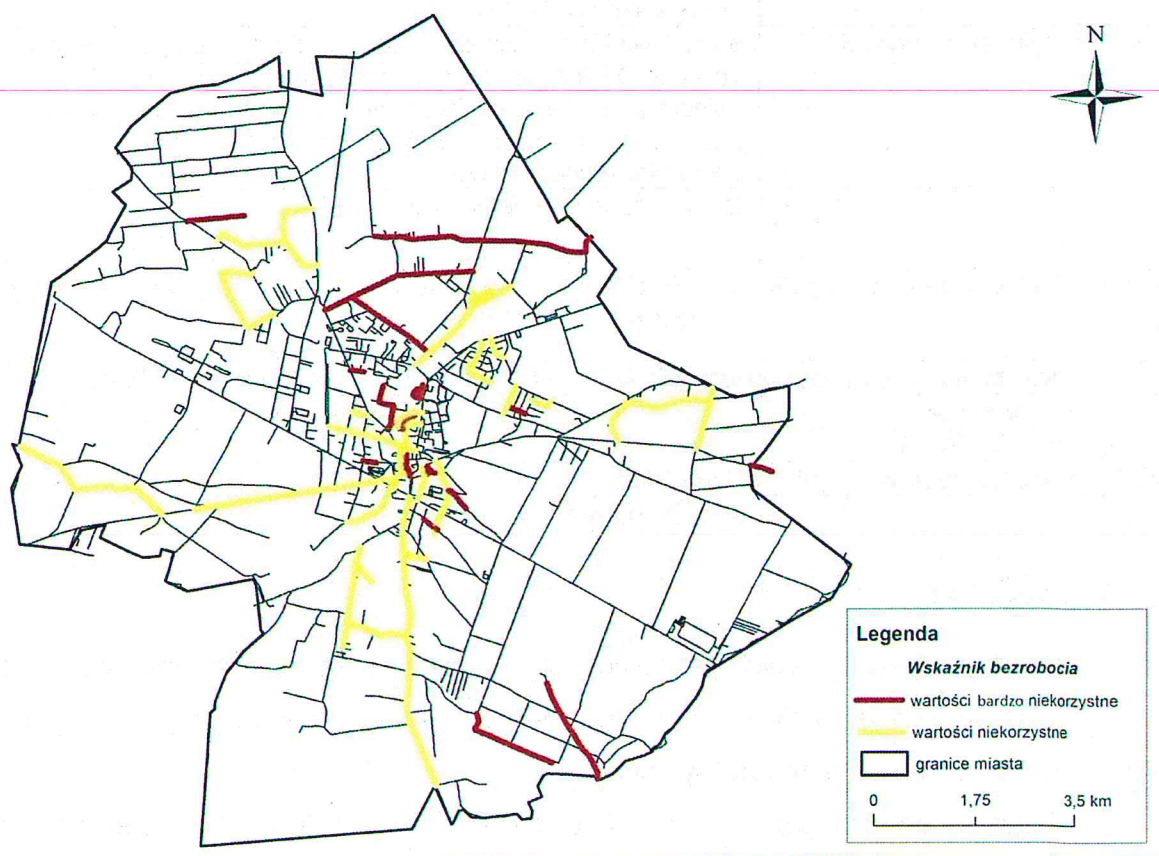 N
Legenda
Wskaźnik bezrobocia
wartości bardzo niekorzystne
wartości niekorzystne
granice miasta
0 1,75 3,5 km